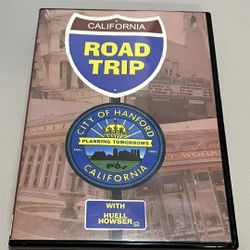 CALIFORNIA
ROAD
TRIP
CITY OF HANFORD
PLANNING TOMORROWS
CALIFORNIA
WITH
HUELL
HOWSER